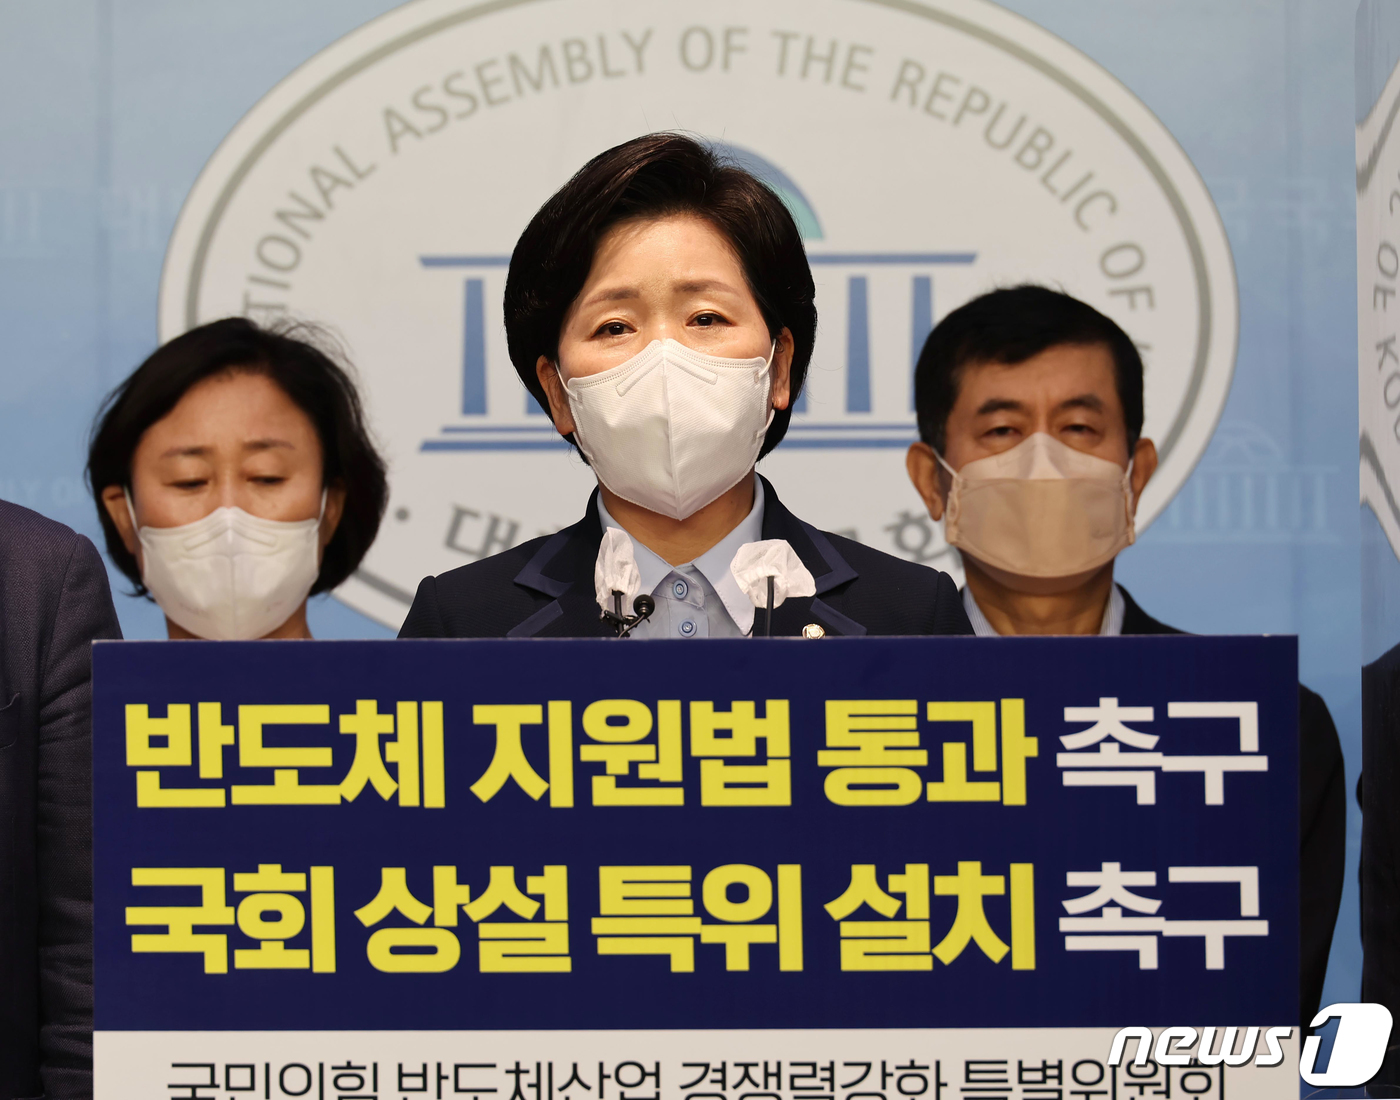 NATIONAL ASSEMBLY OF THE REPUBLIC OF
반도체 지원법 통과 촉구
국회 상설 특위 설치 촉구
국민의힘 반도체산업 경쟁력강화 특별위원회
news1